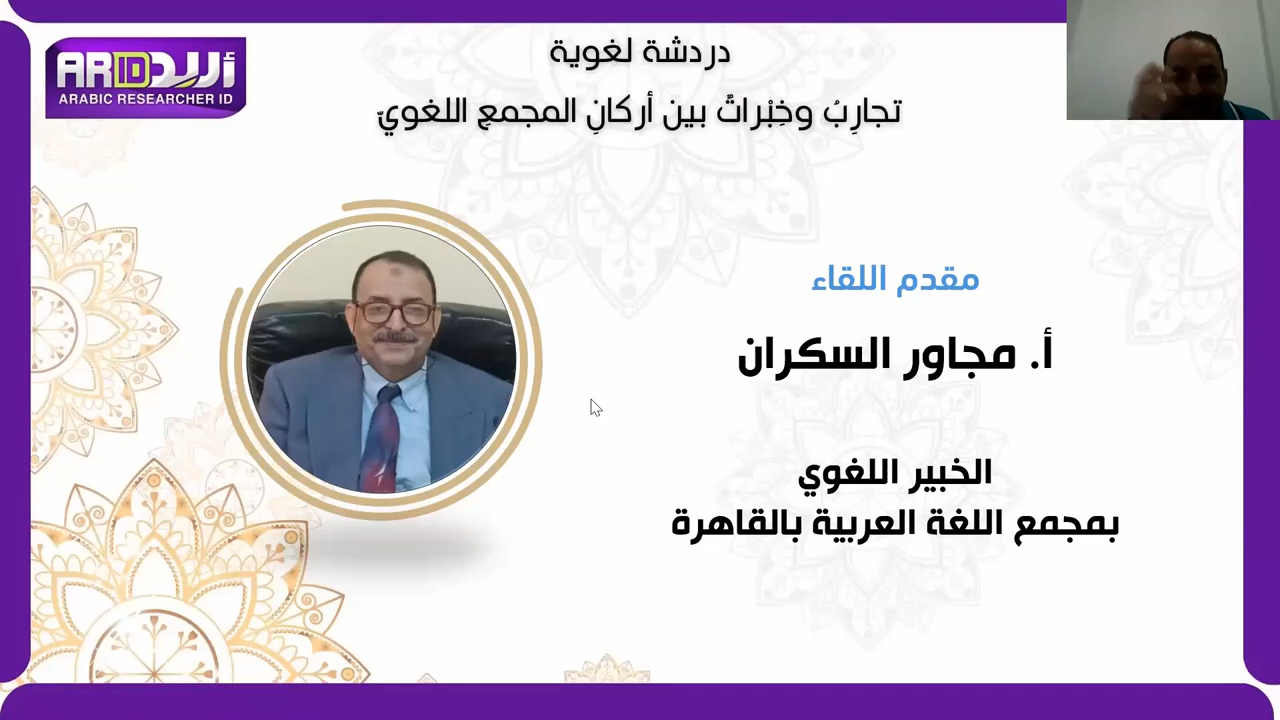 دردشة لغوية
تجارِبُ وخِبْراتٌ بين أركانِ المجمعِ اللغويّ
ARID أريد
ARABIC RESEARCHER ID
مقدم اللقاء
أ. مجاور السكران
الخبير اللغوي
بمجمع اللغة العربية بالقاهرة